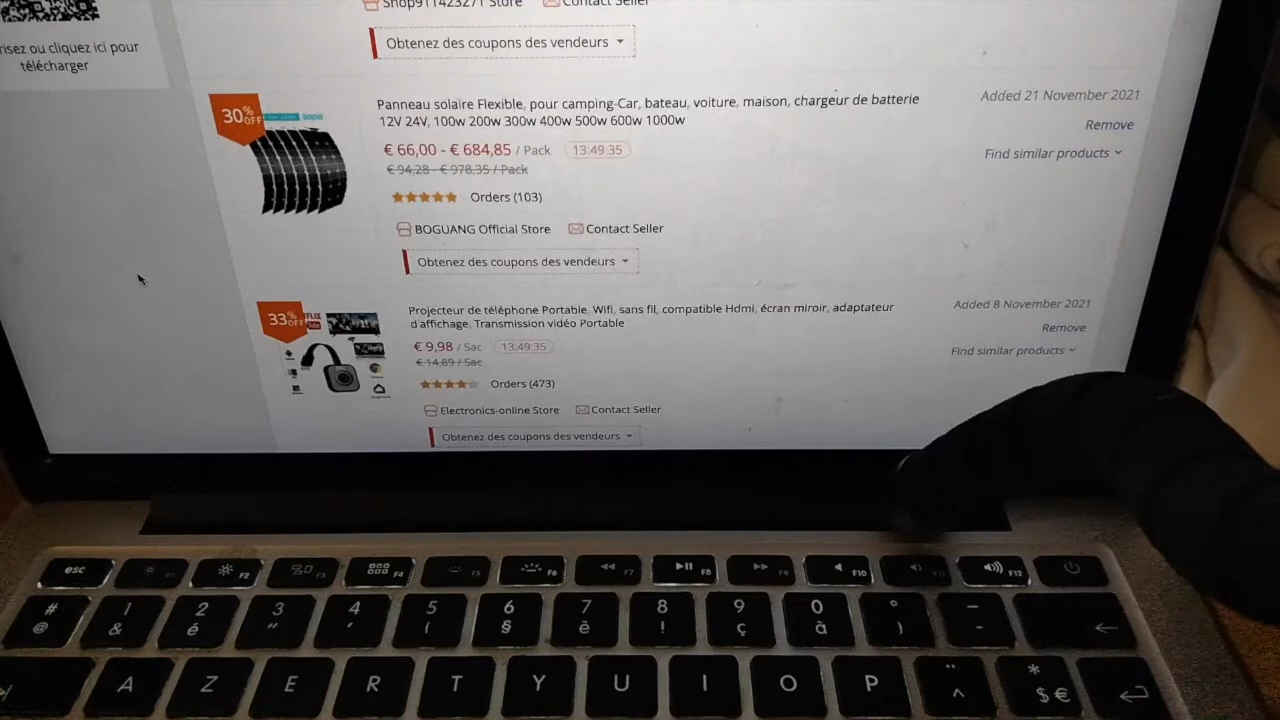 Shop911423271 Store Contact Seller
Obtenez des coupons des vendeurs
risez ou cliquez ici pour
télécharger
30% OFF
Panneau solaire Flexible, pour camping-Car, bateau, voiture, maison, chargeur de batterie
12V 24V, 100w 200w 300w 400w 500w 600w 1000w
€ 66,00 - € 684,85 / Pack 13:49:35
€ 94,28 - € 978,35 / Pack
Orders (103)
BOGUANG Official Store Contact Seller
Obtenez des coupons des vendeurs
Added 21 November 2021
Remove
Find similar products
33% OFF
Projecteur de téléphone Portable, Wifi, sans fil, compatible Hdmi, écran miroir, adaptateur
d'affichage, Transmission vidéo Portable
€ 9,98 / Sac 13:49:35
€ 14,89 / Sac
Orders (473)
Electronics-online Store Contact Seller
Obtenez des coupons des vendeurs
Added 8 November 2021
Remove
Find similar products
esc F1 F2 F3 F4 F5 F6 F7 F8 F9 F10 F11 F12
# 1 2 3 4 5 6 7 8 9 0 ° _
@ & é " ' ( § è ! ç à ) -
A Z E R T Y U I O P ¨ *
^ $ €